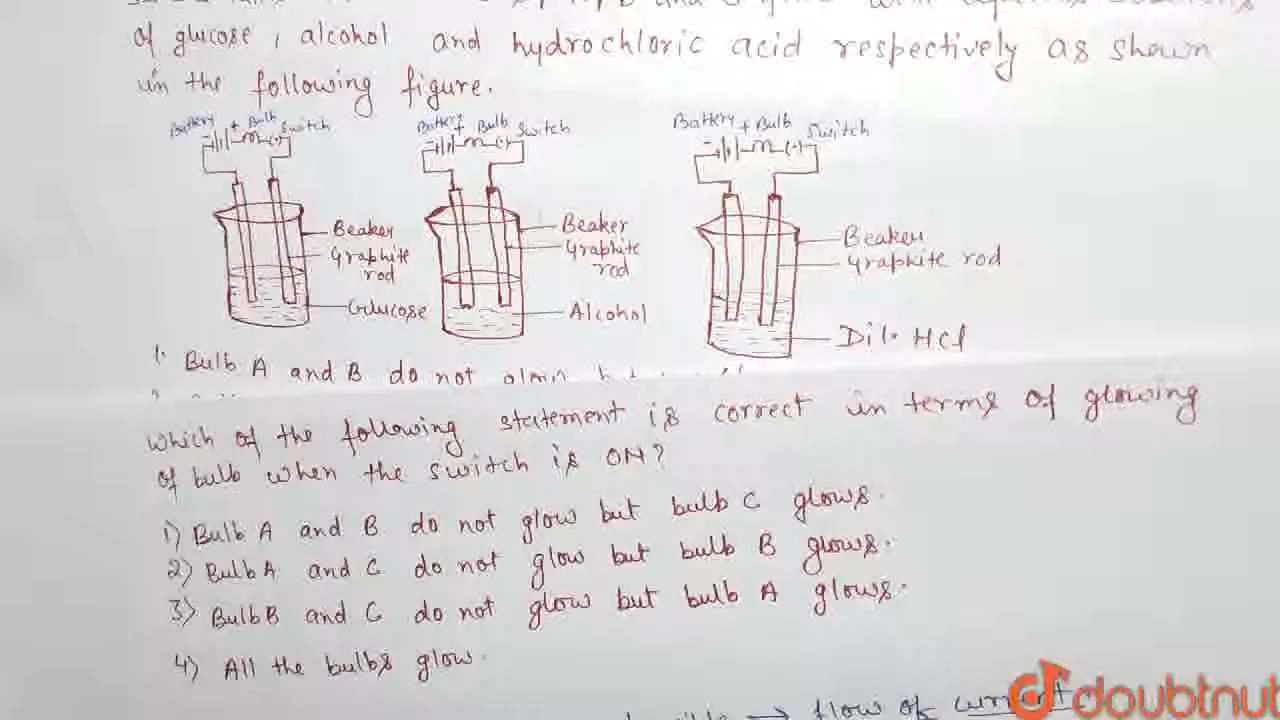 of glucose, alcohol and hydrochloric acid respectively as shown
in the following figure.
Battery + Bulb Switch
Battery + Bulb Switch
Battery + Bulb Switch
Beaker
Graphite rod
Glucose
Beaker
Graphite rod
Alcohol
Beaker
Graphite rod
Dil. HCl
1. Bulb A and B do not
which of the following statement is correct in terms of glowing
of bulb when the switch is ON?
1) Bulb A and B do not glow but bulb C glows.
2) Bulb A and C do not glow but bulb B glows.
3) Bulb B and C do not glow but bulb A glows.
4) All the bulbs glow.
→ flow of current
doubtnut